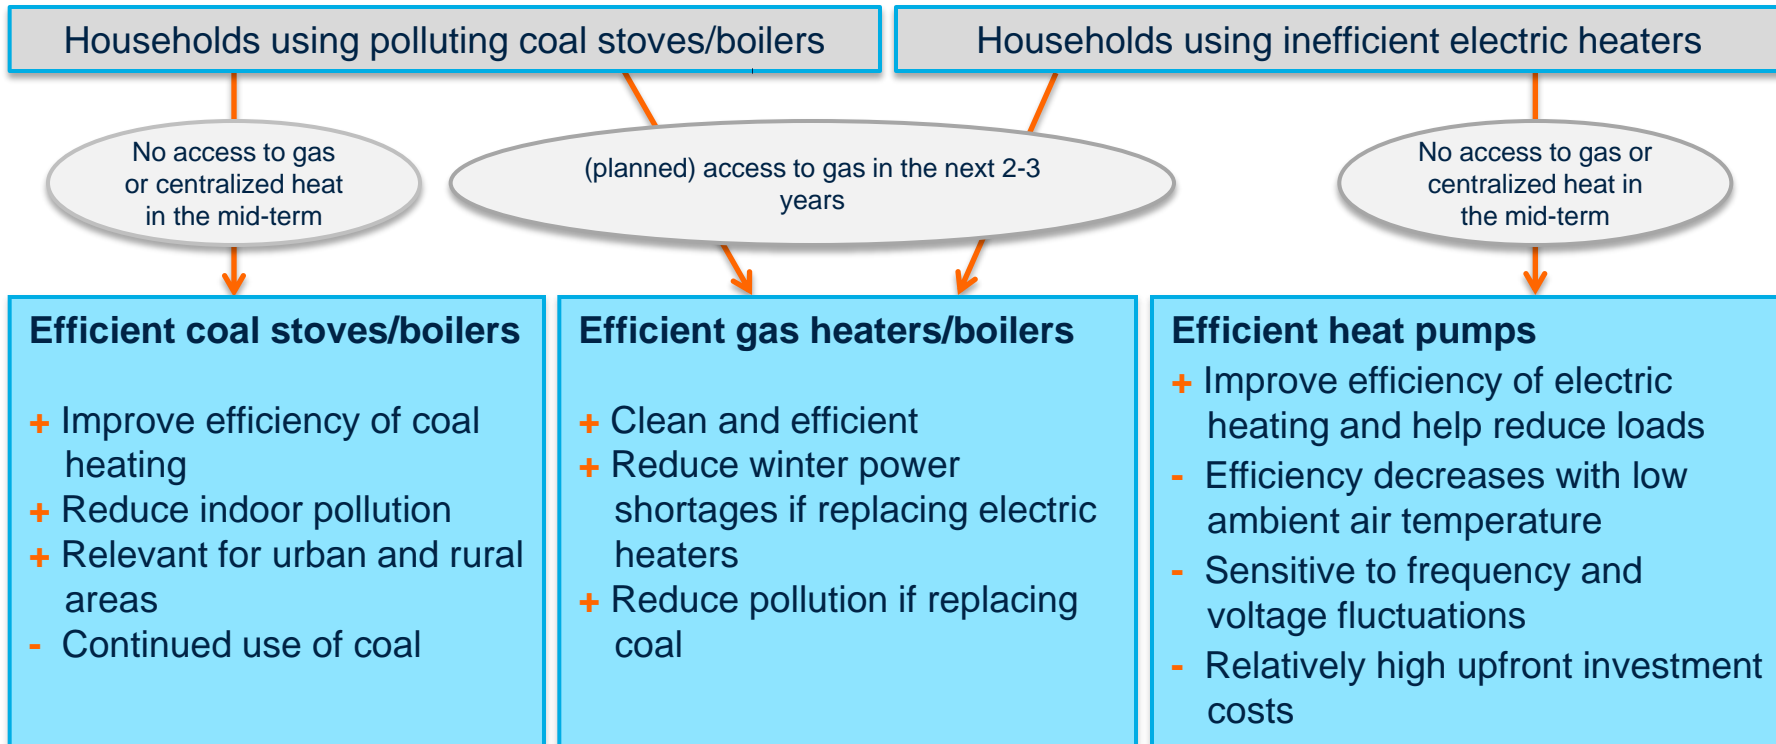 Households using polluting coal stoves/boilers
Households using inefficient electric heaters
No access to gas
or centralized heat
in the mid-term
(planned) access to gas in the next 2-3
years
No access to gas or
centralized heat in
the mid-term
Efficient coal stoves/boilers
+ Improve efficiency of coal
heating
+ Reduce indoor pollution
+ Relevant for urban and rural
areas
- Continued use of coal
Efficient gas heaters/boilers
+ Clean and efficient
+ Reduce winter power
shortages if replacing electric
heaters
+ Reduce pollution if replacing
coal
Efficient heat pumps
+ Improve efficiency of electric
heating and help reduce loads
- Efficiency decreases with low
ambient air temperature
- Sensitive to frequency and
voltage fluctuations
- Relatively high upfront investment
costs